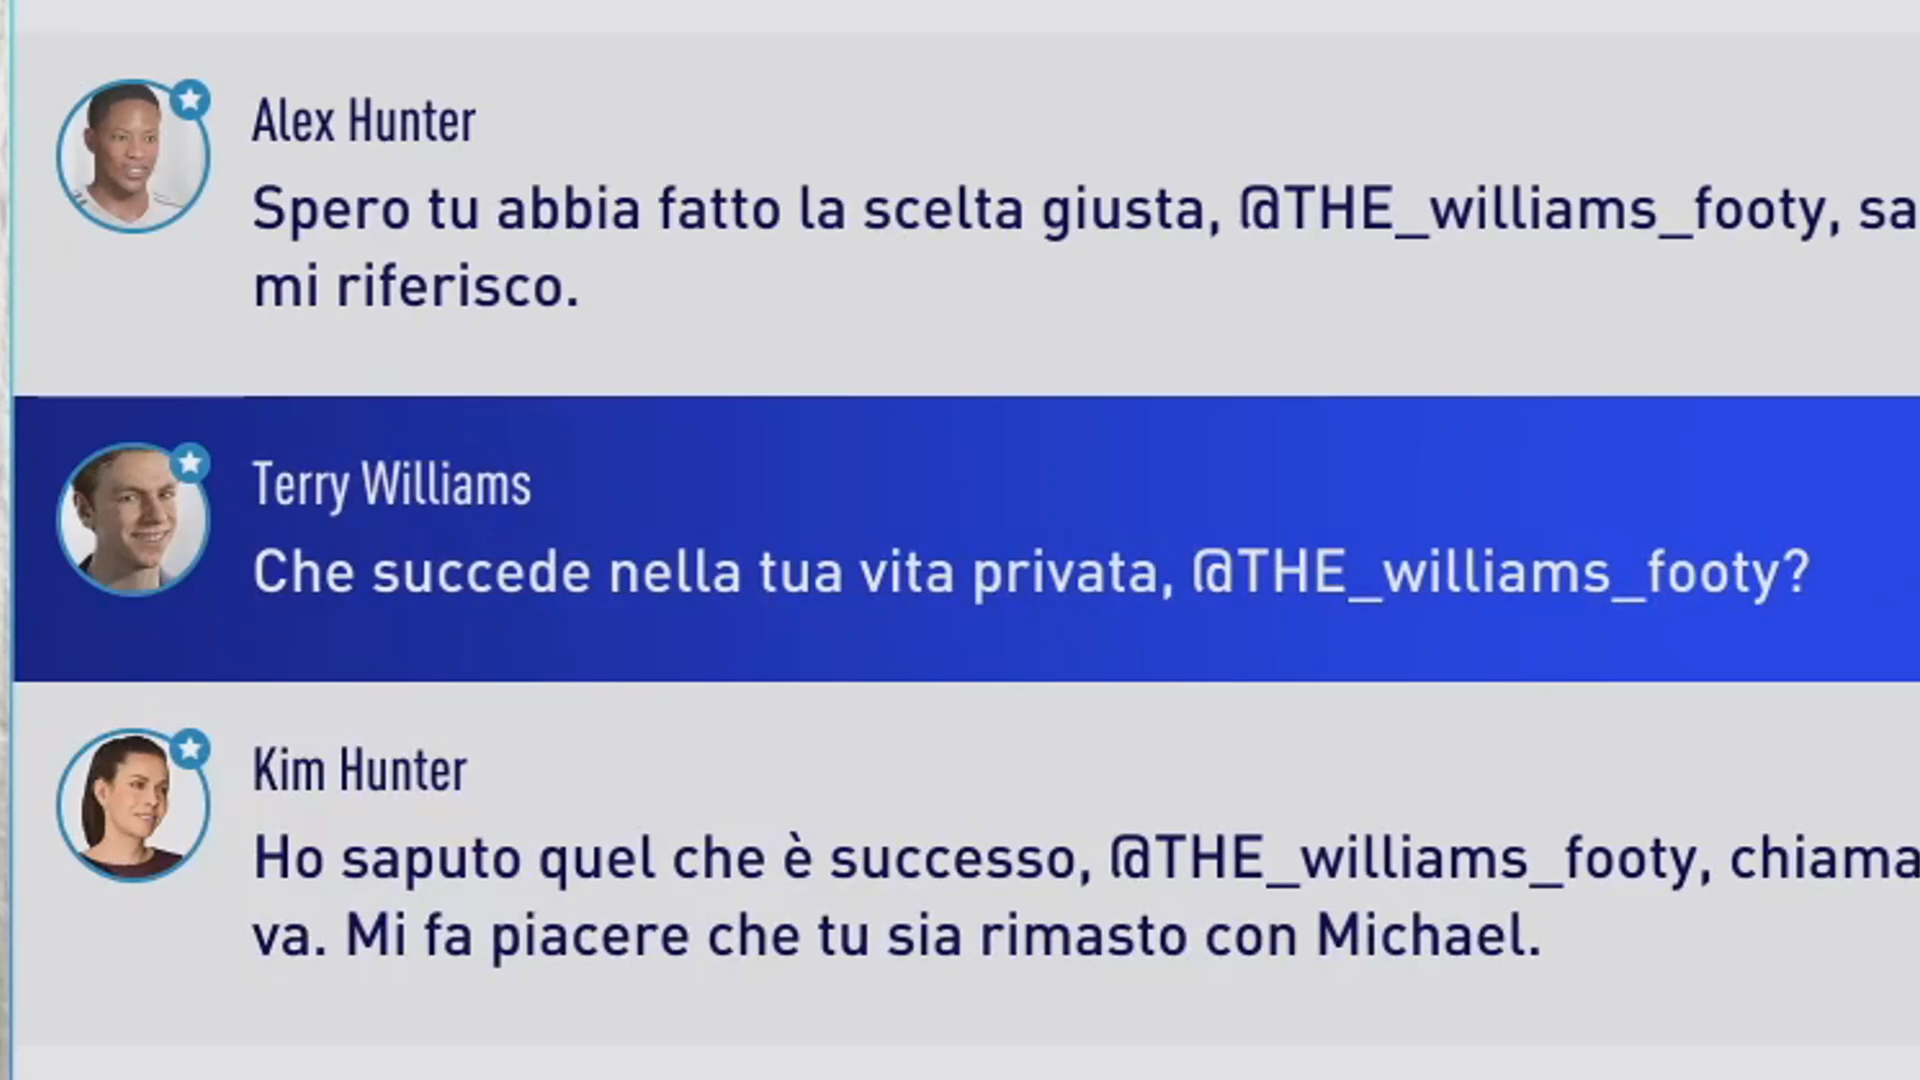 Alex Hunter
Spero tu abbia fatto la scelta giusta, @THE_williams_footy, sa
mi riferisco.
Terry Williams
Che succede nella tua vita privata, @THE_williams_footy?
Kim Hunter
Ho saputo quel che è successo, @THE_williams_footy, chiama
va. Mi fa piacere che tu sia rimasto con Michael.